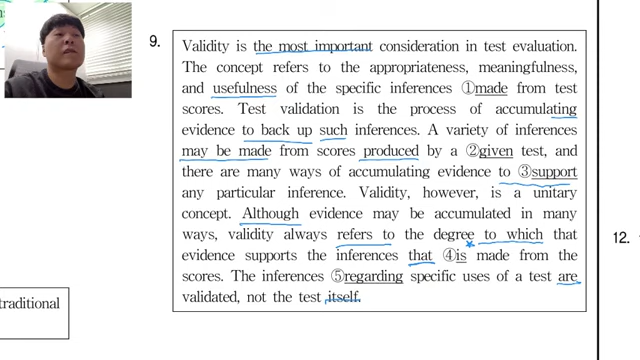 9.
Validity is the most important consideration in test evaluation.
The concept refers to the appropriateness, meaningfulness,
and usefulness of the specific inferences ①made from test
scores. Test validation is the process of accumulating
evidence to back up such inferences. A variety of inferences
may be made from scores produced by a ②given test, and
there are many ways of accumulating evidence to ③support
any particular inference. Validity, however, is a unitary
concept. Although evidence may be accumulated in many
ways, validity always refers to the degree to which that
evidence supports the inferences that ④is made from the
scores. The inferences ⑤regarding specific uses of a test are
validated, not the test itself.
12.
traditional